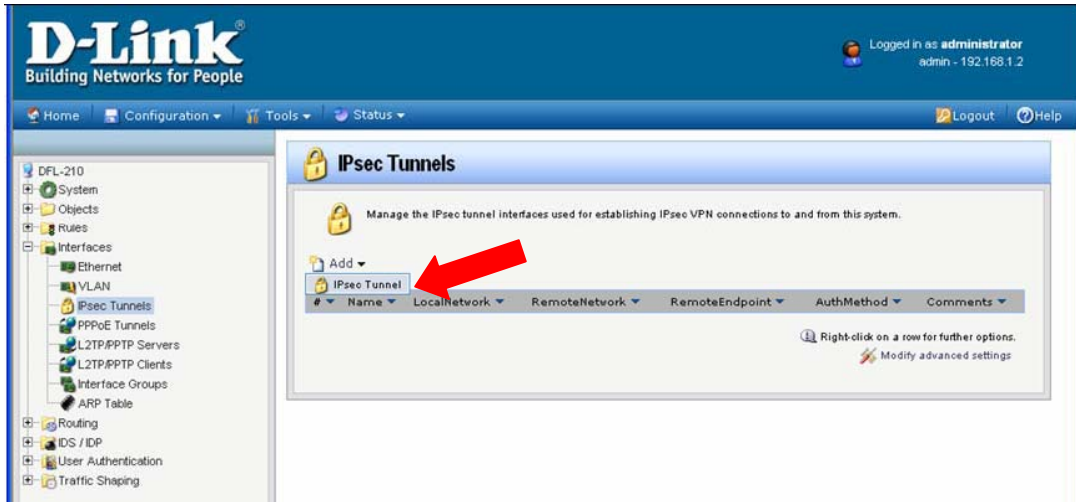 D-Link®
Building Networks for People
Logged in as administrator
admin - 192.168.1.2
Home Configuration Tools Status Logout Help
DFL-210
System
Objects
Rules
Interfaces
Ethernet
VLAN
IPsec Tunnels
PPPoE Tunnels
L2TP/PPTP Servers
L2TP/PPTP Clients
Interface Groups
ARP Table
Routing
IDS / IDP
User Authentication
Traffic Shaping
IPsec Tunnels
Manage the IPsec tunnel interfaces used for establishing IPsec VPN connections to and from this system.
Add
IPsec Tunnel
# Name LocalNetwork RemoteNetwork RemoteEndpoint AuthMethod Comments
Right-click on a row for further options.
Modify advanced settings